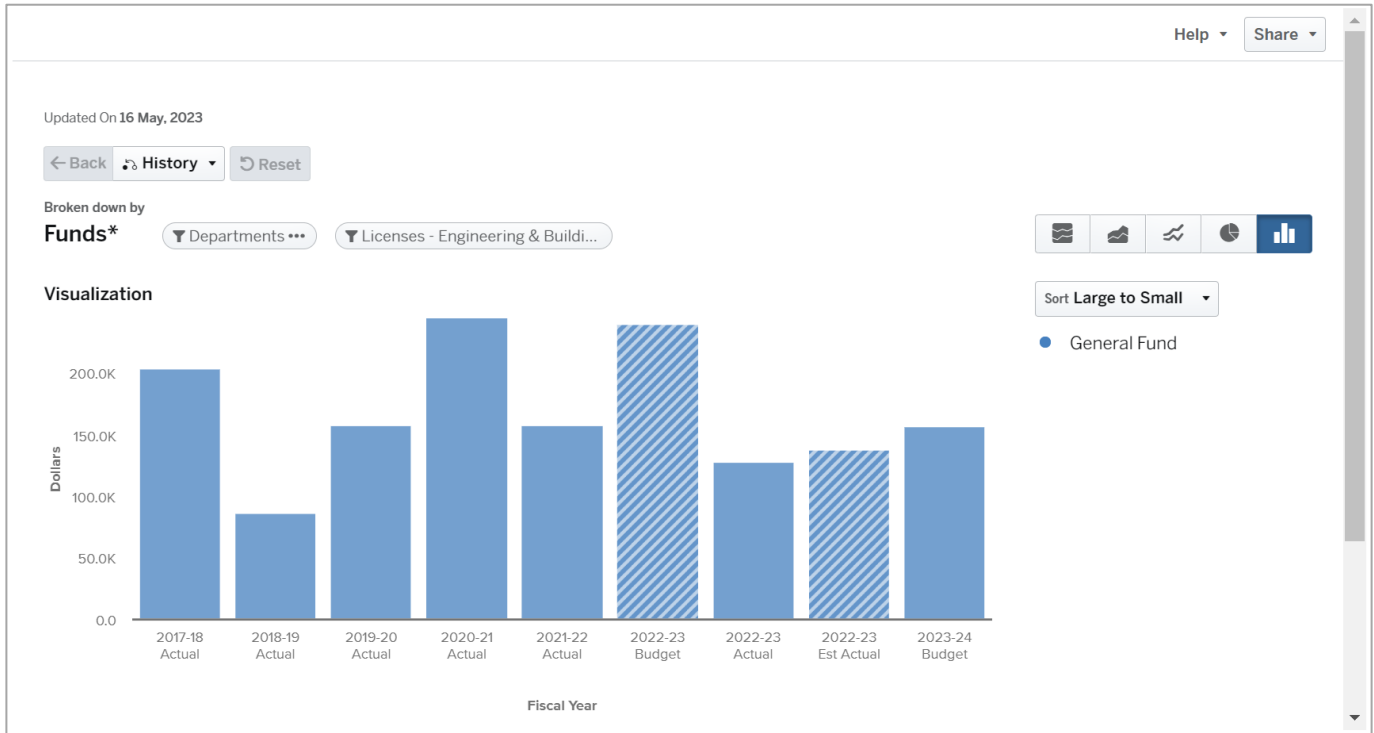 Help Share
Updated On 16 May, 2023
Back History Reset
Broken down by
Funds* Departments ••• Licenses - Engineering & Buildi...
Visualization
Sort Large to Small
General Fund
200.0K
150.0K
100.0K
50.0K
0.0
Dollars
2017-18 2018-19 2019-20 2020-21 2021-22 2022-23 2022-23 2022-23 2023-24
Actual Actual Actual Actual Actual Budget Actual Est Actual Budget
Fiscal Year